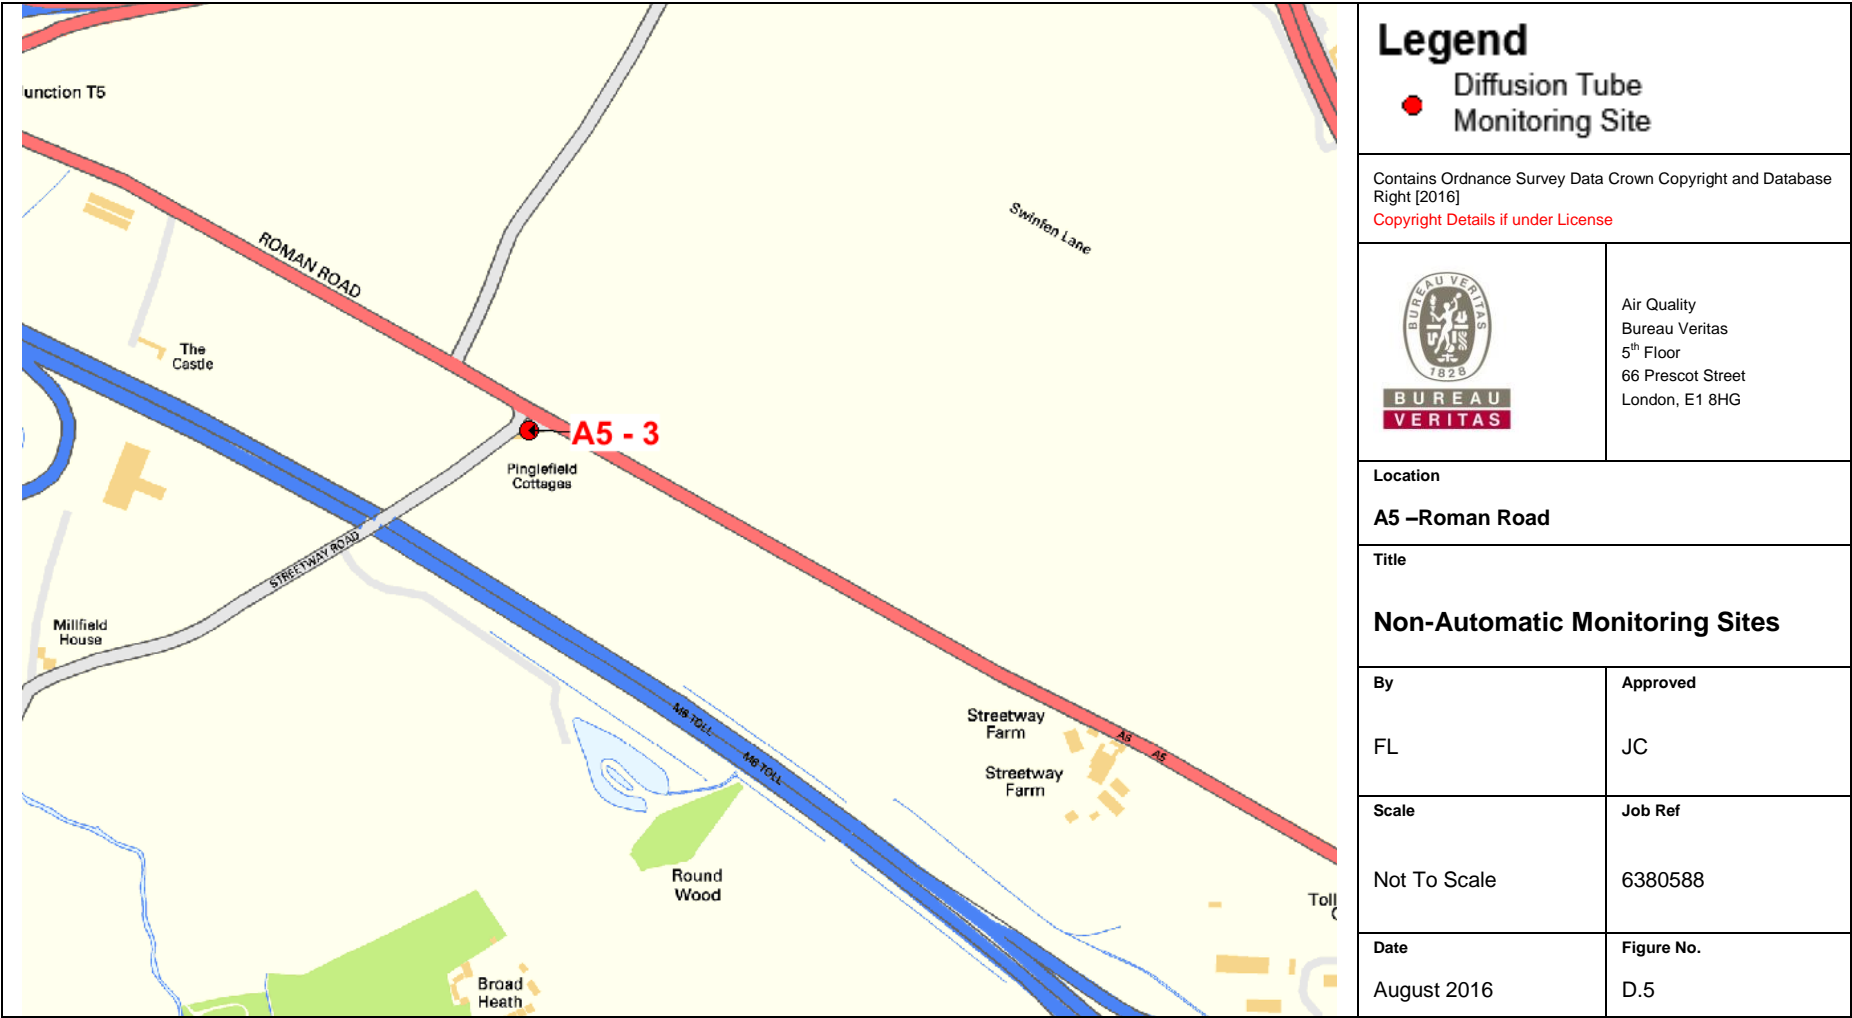 unction T5
ROMAN ROAD
Swinfen Lane
The
Castle
A5 - 3
Pinglefield
Cottages
STREETWAY ROAD
Millfield
House
M6 TOLL
M6 TOLL
Streetway
Farm
A5
A5
Streetway
Farm
Round
Wood
Toll
Broad
Heath
Legend
Diffusion Tube
Monitoring Site
Contains Ordnance Survey Data Crown Copyright and Database
Right [2016]
Copyright Details if under License
BUREAU VERITAS
1828
BUREAU
VERITAS
Air Quality
Bureau Veritas
5th Floor
66 Prescot Street
London, E1 8HG
Location
A5 –Roman Road
Title
Non-Automatic Monitoring Sites
By
Approved
FL
JC
Scale
Job Ref
Not To Scale
6380588
Date
Figure No.
August 2016
D.5